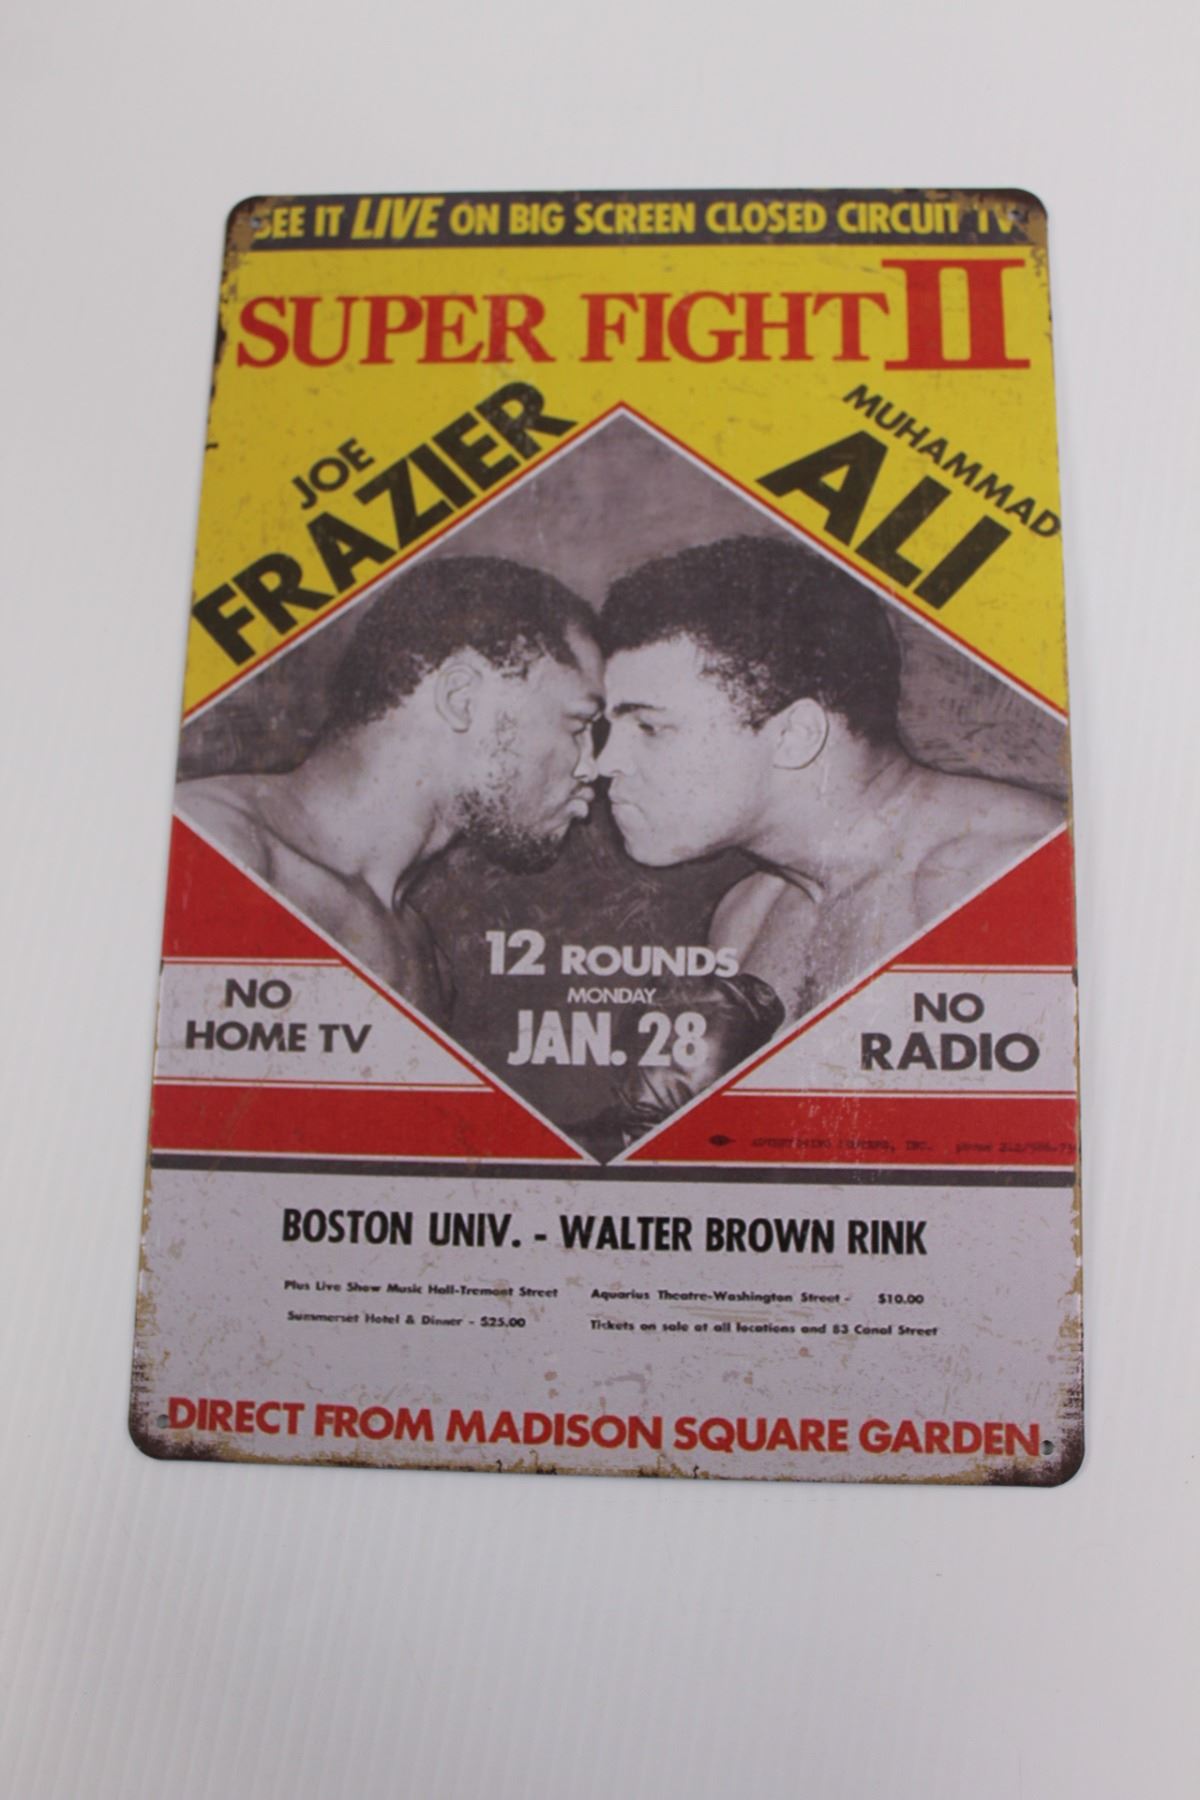 SEE IT LIVE ON BIG SCREEN CLOSED CIRCUIT TV
SUPER FIGHT II
JOE
FRAZIER
MUHAMMAD
ALI
12 ROUNDS
MONDAY
JAN. 28
NO
HOME TV
NO
RADIO
ADVERTISING CONCEPTS, INC.
BOSTON UNIV. - WALTER BROWN RINK
Plus Live Show Music Hall-Tremont Street
Aquarius Theatre-Washington Street - $10.00
Summerset Hotel & Dinner - $25.00
Tickets on sale at all locations and 83 Canal Street
DIRECT FROM MADISON SQUARE GARDEN